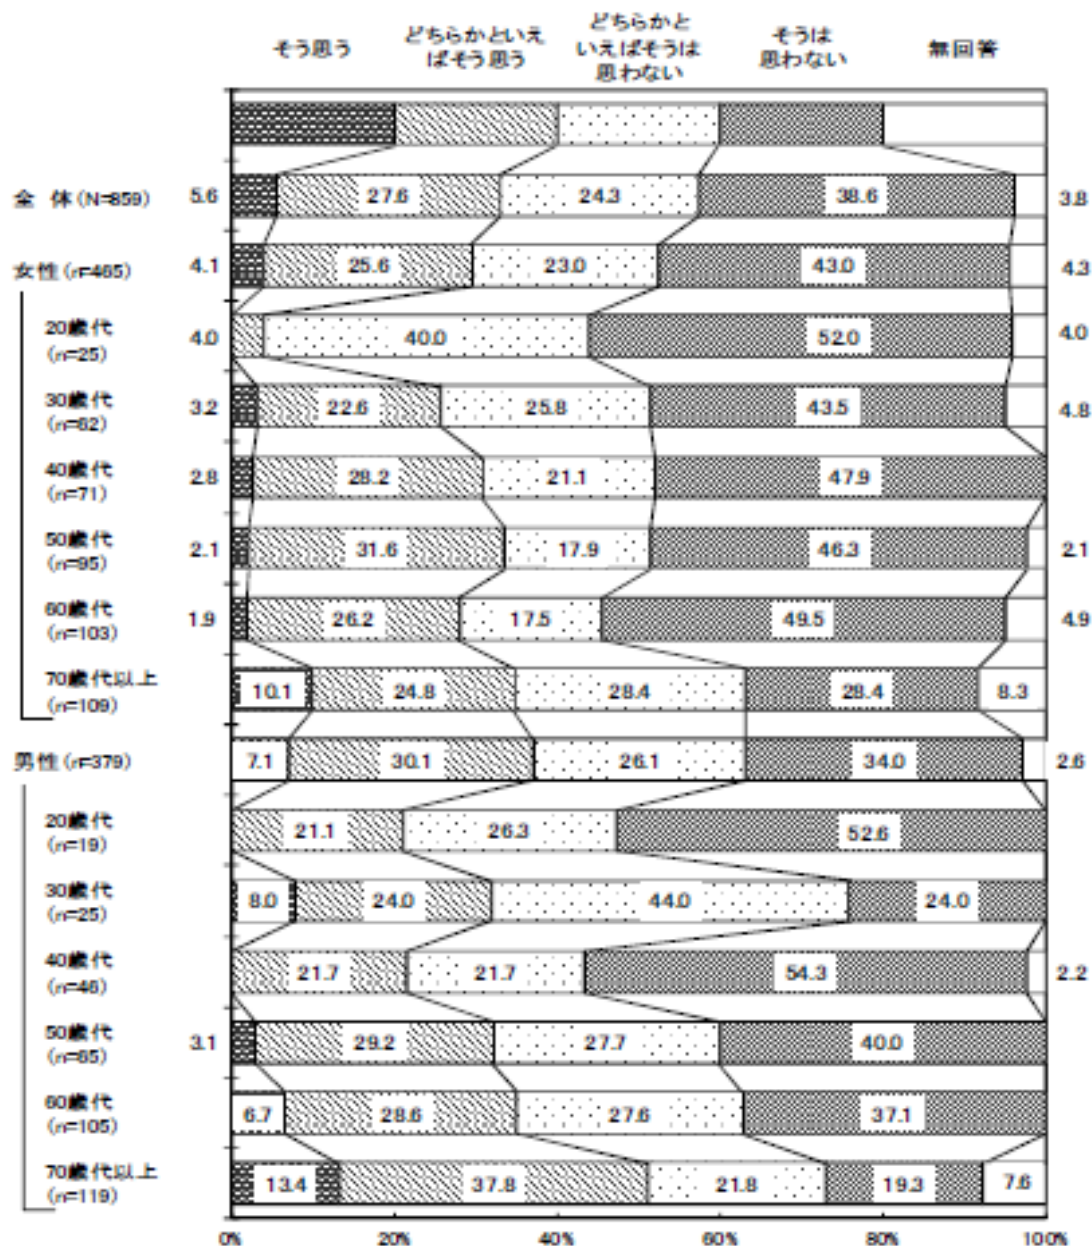 そう思う
どちらかといえ
ばそう思う
どちらかと
いえばそうは
思わない
そうは
思わない
無回答
全 体 (N=859) 5.6 27.6 24.3 38.6 3.8
女性 (n=465) 4.1 25.6 23.0 43.0 4.3
20歳代
(n=25) 4.0 40.0 52.0 4.0
30歳代
(n=62) 3.2 22.6 25.8 43.5 4.8
40歳代
(n=71) 2.8 28.2 21.1 47.9
50歳代
(n=95) 2.1 31.6 17.9 46.3 2.1
60歳代
(n=103) 1.9 26.2 17.5 49.5 4.9
70歳代以上
(n=109) 10.1 24.8 28.4 28.4 8.3
男性 (n=379) 7.1 30.1 26.1 34.0 2.6
20歳代
(n=19) 21.1 26.3 52.6
30歳代
(n=25) 8.0 24.0 44.0 24.0
40歳代
(n=46) 21.7 21.7 54.3 2.2
50歳代
(n=65) 3.1 29.2 27.7 40.0
60歳代
(n=105) 6.7 28.6 27.6 37.1
70歳代以上
(n=119) 13.4 37.8 21.8 19.3 7.6
0% 20% 40% 60% 80% 100%